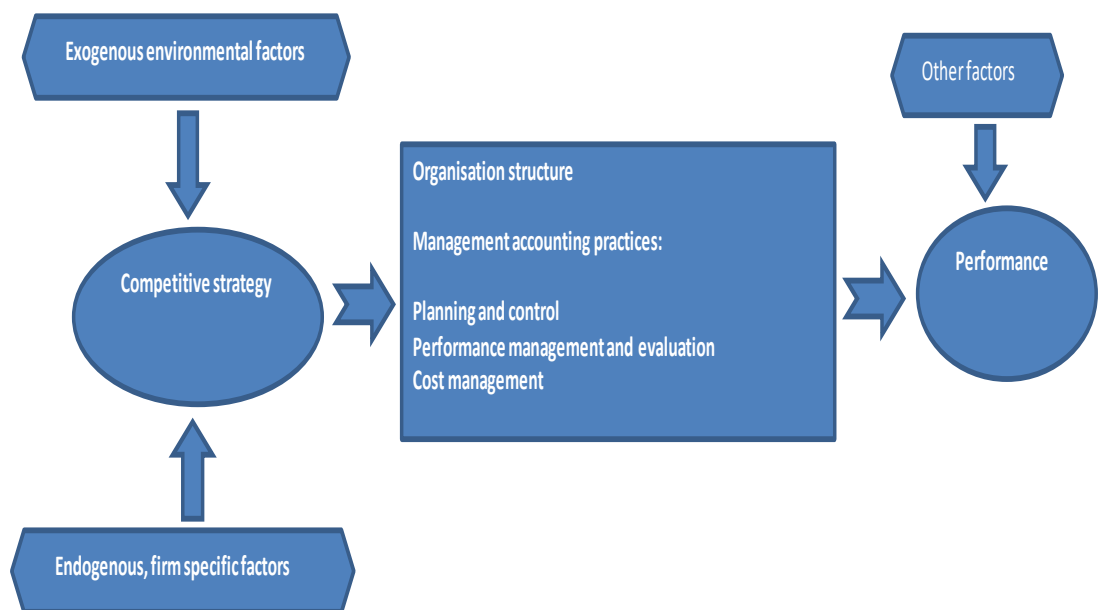 Exogenous environmental factors
Other factors
Organisation structure
Management accounting practices:
Competitive strategy
Planning and control
Performance management and evaluation
Cost management
Performance
Endogenous, firm specific factors